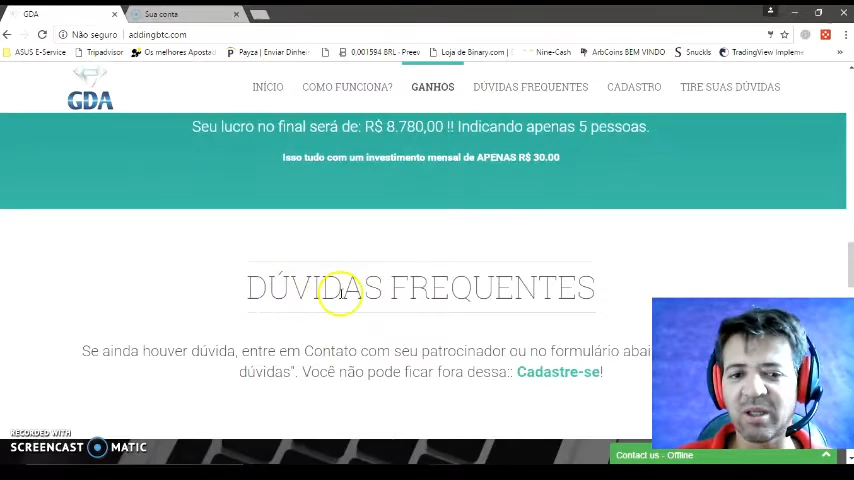 GDA
Sua conta
Não seguro
addingbtc.com
ASUS E-Service
Tripadvisor
Os melhores Aposta
Payza | Enviar Dinhei
0,001594 BRL - Preev
Loja de Binary.com |
Nine-Cash
ArbCoins BEM VINDO
Snuckls
TradingView Impleme
GDA
INÍCIO
COMO FUNCIONA?
GANHOS
DÚVIDAS FREQUENTES
CADASTRO
TIRE SUAS DÚVIDAS
Seu lucro no final será de: R$ 8.780,00 !! Indicando apenas 5 pessoas.
Isso tudo com um investimento mensal de APENAS R$ 30.00
DÚVIDAS FREQUENTES
Se ainda houver dúvida, entre em Contato com seu patrocinador ou no formulário abai
dúvidas". Você não pode ficar fora dessa:: Cadastre-se!
RECORDED WITH
SCREENCAST MATIC
Contact us - Offline